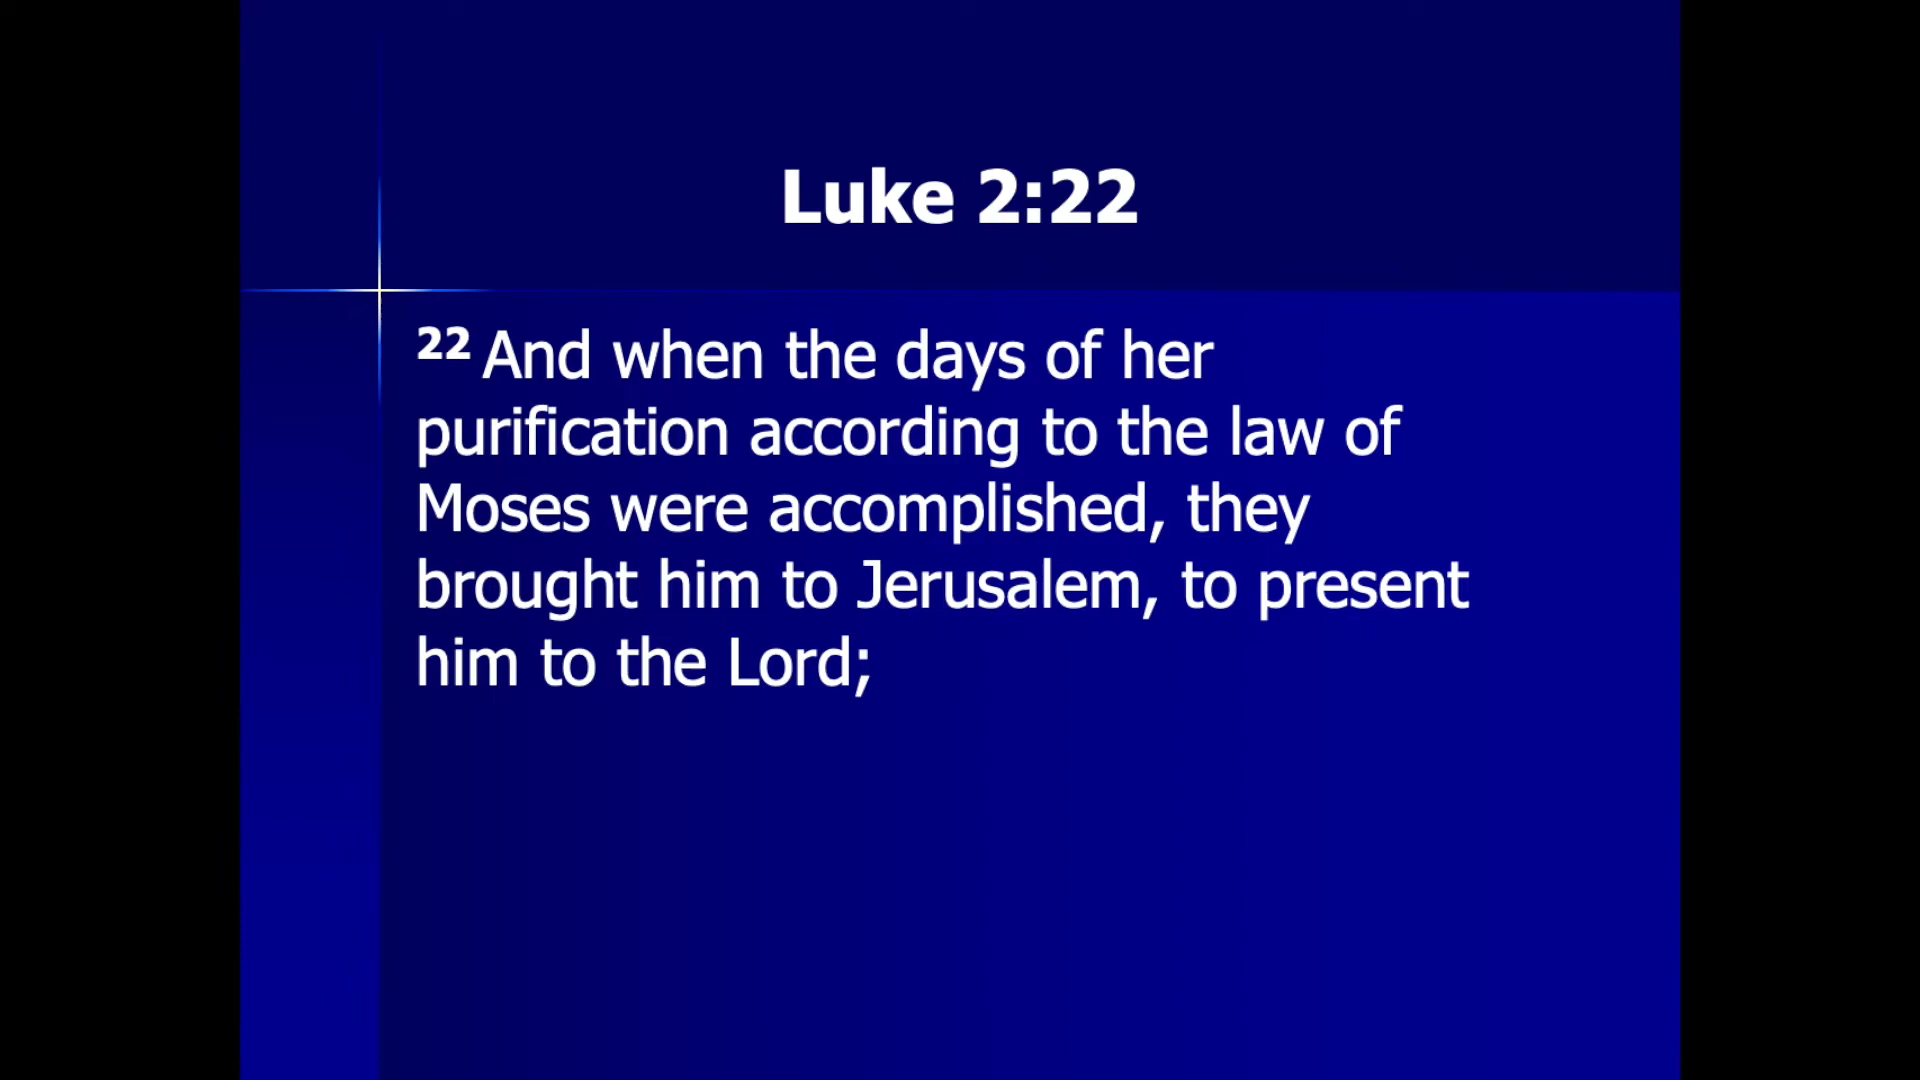 Luke 2:22
22 And when the days of her
purification according to the law of
Moses were accomplished, they
brought him to Jerusalem, to present
him to the Lord;